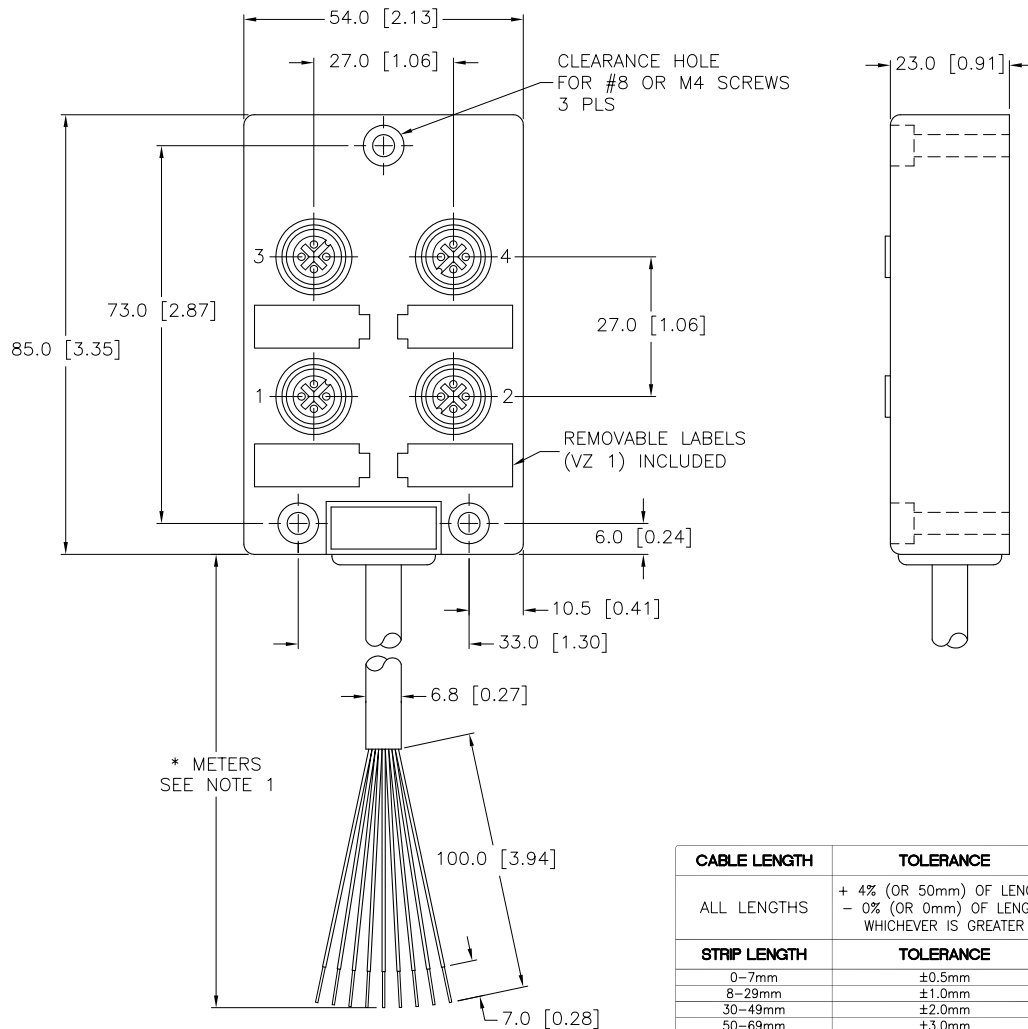 54.0 [2.13]
27.0 [1.06]
CLEARANCE HOLE
FOR #8 OR M4 SCREWS
3 PLS
23.0 [0.91]
3
4
73.0 [2.87]
27.0 [1.06]
85.0 [3.35]
1
2
REMOVABLE LABELS
(VZ 1) INCLUDED
6.0 [0.24]
10.5 [0.41]
33.0 [1.30]
6.8 [0.27]
* METERS
SEE NOTE 1
100.0 [3.94]
7.0 [0.28]
CABLE LENGTH TOLERANCE
ALL LENGTHS
+ 4% (OR 50mm) OF
- 0% (OR 0mm) OF
WHICHEVER IS GREATER
STRIP LENGTH TOLERANCE
0-7mm ±0.5mm
8-29mm ±1.0mm
30-49mm ±2.0mm
50-69mm ±3.0mm